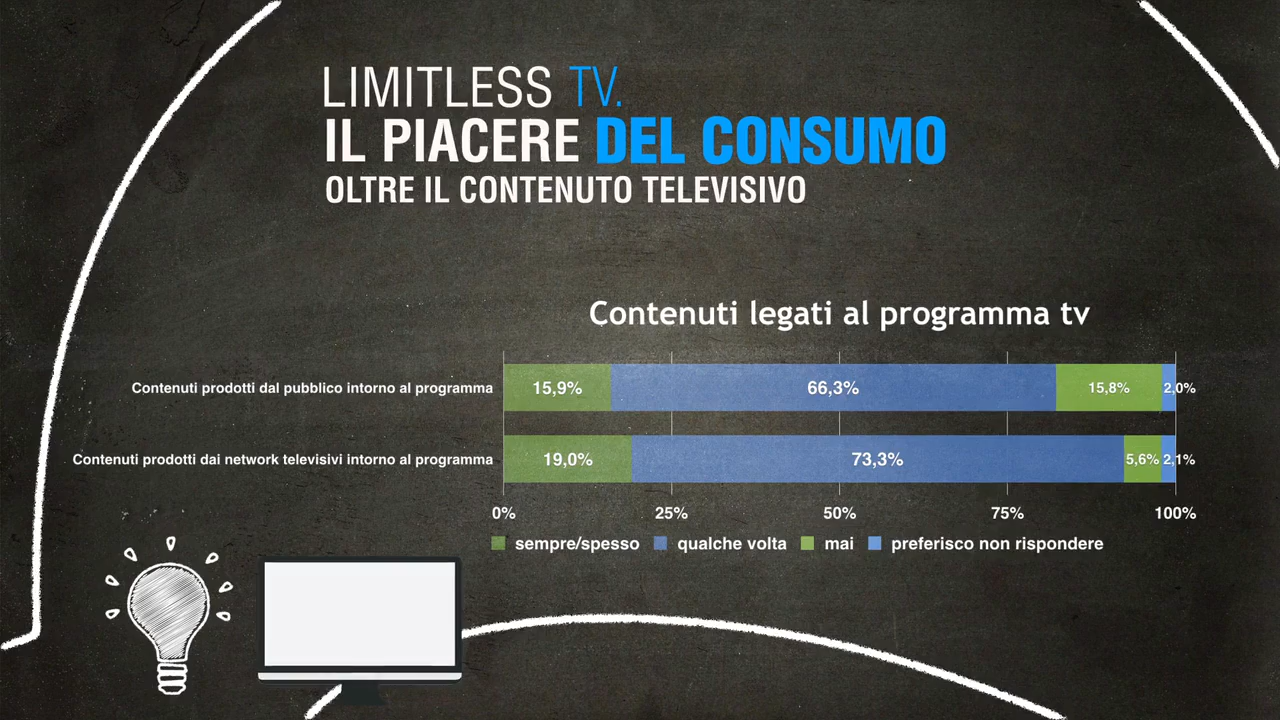 LIMITLESS TV.
IL PIACERE DEL CONSUMO
OLTRE IL CONTENUTO TELEVISIVO
Contenuti legati al programma tv
Contenuti prodotti dal pubblico intorno al programma 15,9% 66,3% 15,8% 2,0%
Contenuti prodotti dai network televisivi intorno al programma 19,0% 73,3% 5,6% 2,1%
0% 25% 50% 75% 100%
sempre/spesso qualche volta mai preferisco non rispondere